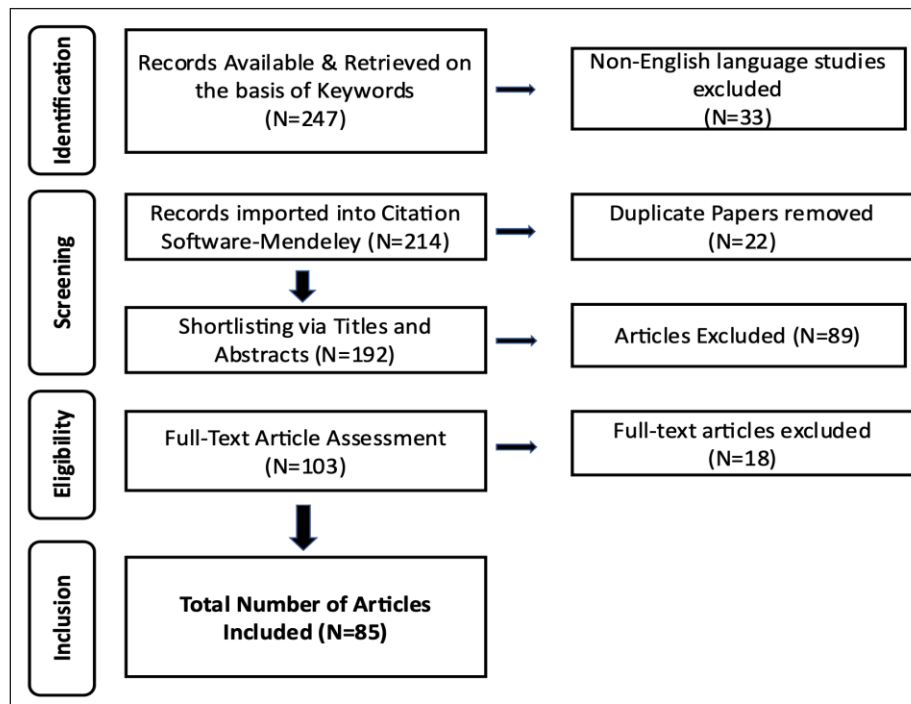 Identification
Records Available & Retrieved on
the basis of Keywords
(N=247)
Non-English language studies
excluded
(N=33)
Screening
Records imported into Citation
Software-Mendeley (N=214)
Duplicate Papers removed
(N=22)
Shortlisting via Titles and
Abstracts (N=192)
Articles Excluded (N=89)
Eligibility
Full-Text Article Assessment
(N=103)
Full-text articles excluded
(N=18)
Inclusion
Total Number of Articles
Included (N=85)